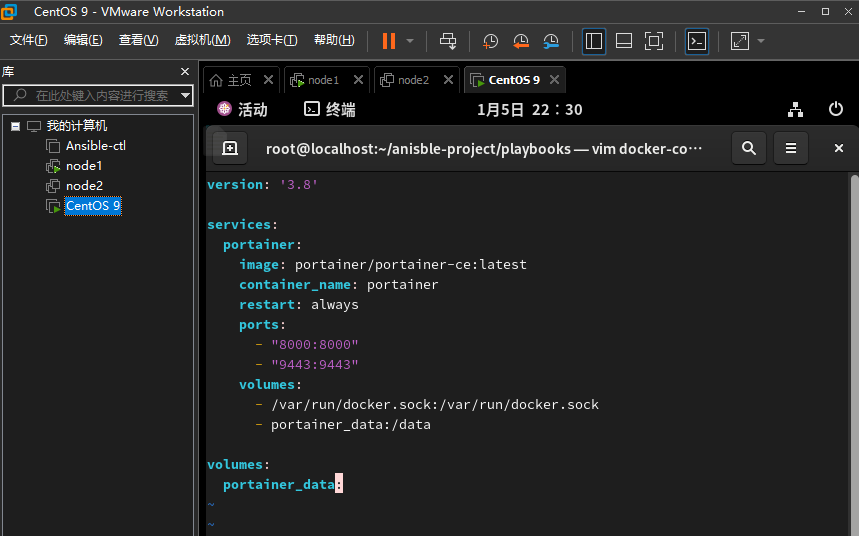 CentOS 9 - VMware Workstation
文件(F) 编辑(E) 查看(V) 虚拟机(M) 选项卡(T) 帮助(H)
库
在此处键入内容进行搜索
我的计算机
Ansible-ctl
node1
node2
CentOS 9
主页 node1 node2 CentOS 9
活动 终端 1月5日 22：30
root@localhost:~/anisble-project/playbooks — vim docker-co…
version: '3.8'
services:
portainer:
image: portainer/portainer-ce:latest
container_name: portainer
restart: always
ports:
- "8000:8000"
- "9443:9443"
volumes:
- /var/run/docker.sock:/var/run/docker.sock
- portainer_data:/data
volumes:
portainer_data:
~
~